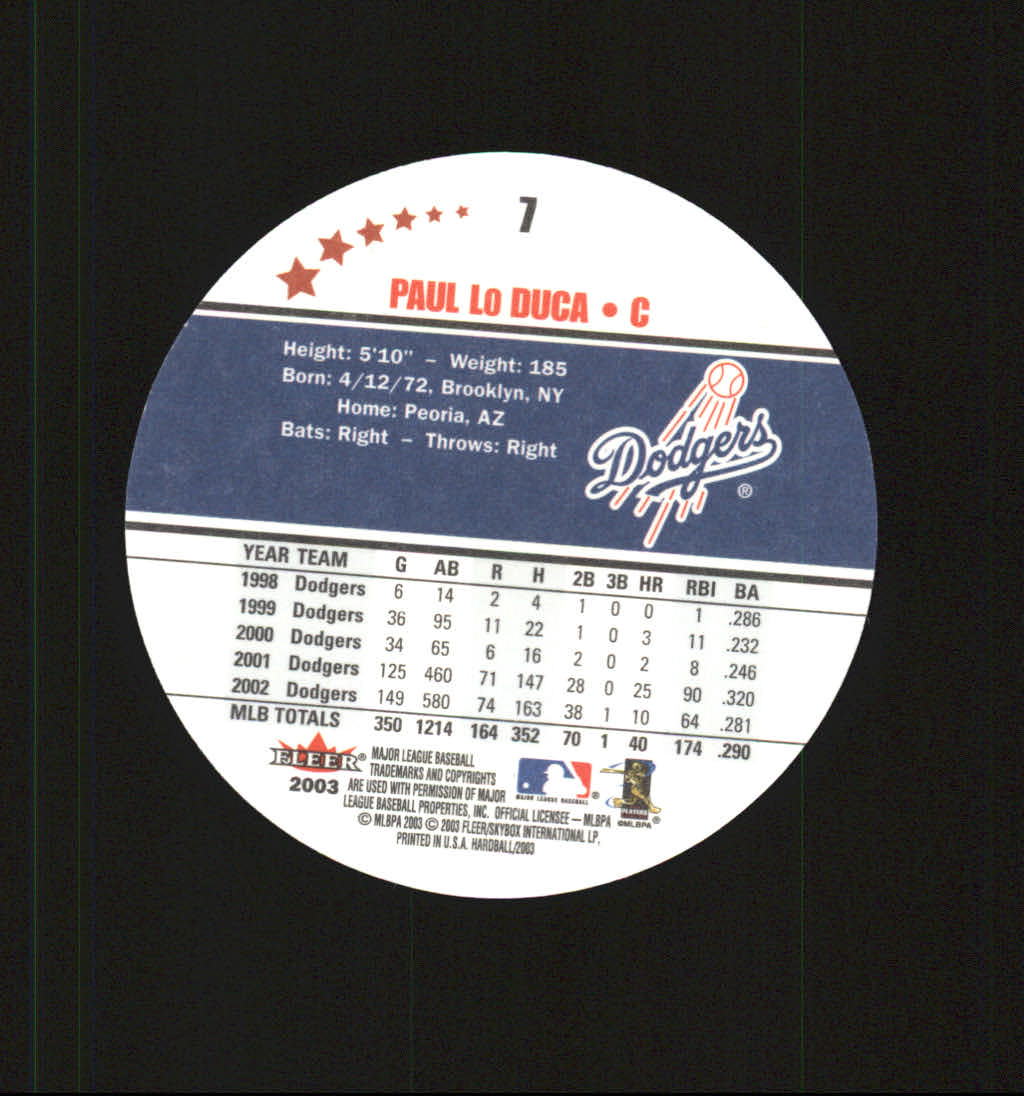 7
PAUL LO DUCA • C
Height: 5'10" – Weight: 185
Born: 4/12/72, Brooklyn, NY
Home: Peoria, AZ
Bats: Right – Throws: Right
Dodgers ®
YEAR TEAM G AB R H 2B 3B HR RBI BA
1998 Dodgers 6 14 2 4 1 0 0 1 .286
1999 Dodgers 36 95 11 22 1 0 3 11 .232
2000 Dodgers 34 65 6 16 2 0 2 8 .246
2001 Dodgers 125 460 71 147 28 0 25 90 .320
2002 Dodgers 149 580 74 163 38 1 10 64 .281
MLB TOTALS 350 1214 164 352 70 1 40 174 .290
FLEER®
2003
MAJOR LEAGUE BASEBALL
TRADEMARKS AND COPYRIGHTS
ARE USED WITH PERMISSION OF MAJOR
LEAGUE BASEBALL PROPERTIES, INC. OFFICIAL LICENSEE — MLBPA
© MLBPA 2003 © 2003 FLEER/SKYBOX INTERNATIONAL LP.
PRINTED IN U.S.A. HARDBALL/2003
MAJOR LEAGUE BASEBALL ®
PLAYERS
©MLBPA ®